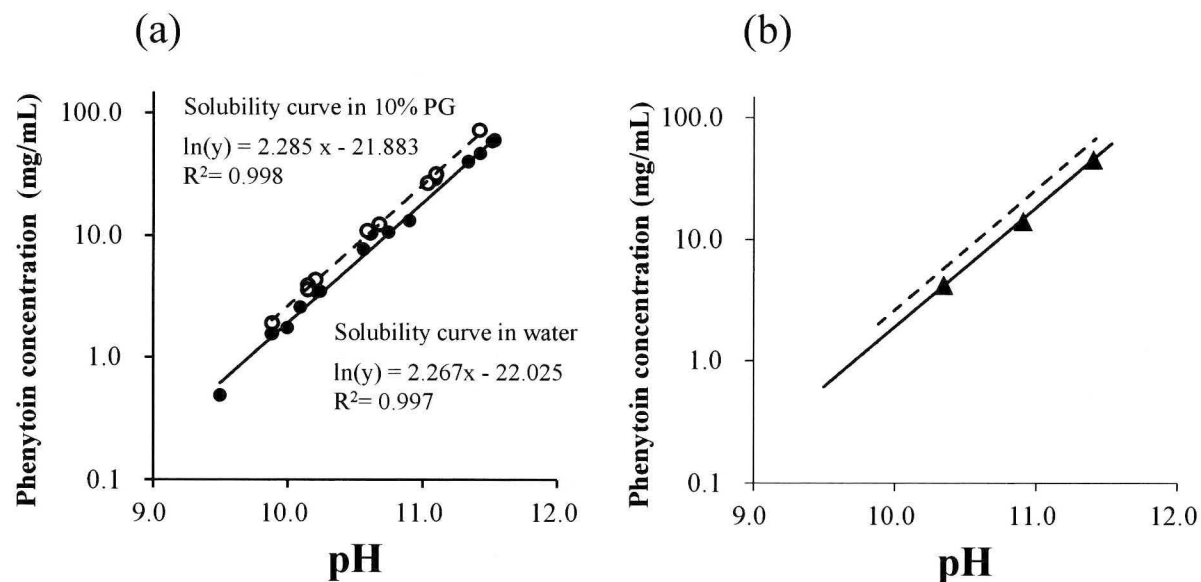 (a)
Phenytoin concentration (mg/mL)
100.0
10.0
1.0
0.1
Solubility curve in 10% PG
ln(y) = 2.285 x - 21.883
R²= 0.998
Solubility curve in water
ln(y) = 2.267x - 22.025
R²= 0.997
9.0 10.0 11.0 12.0
pH
(b)
Phenytoin concentration (mg/mL)
100.0
10.0
1.0
0.1
9.0 10.0 11.0 12.0
pH